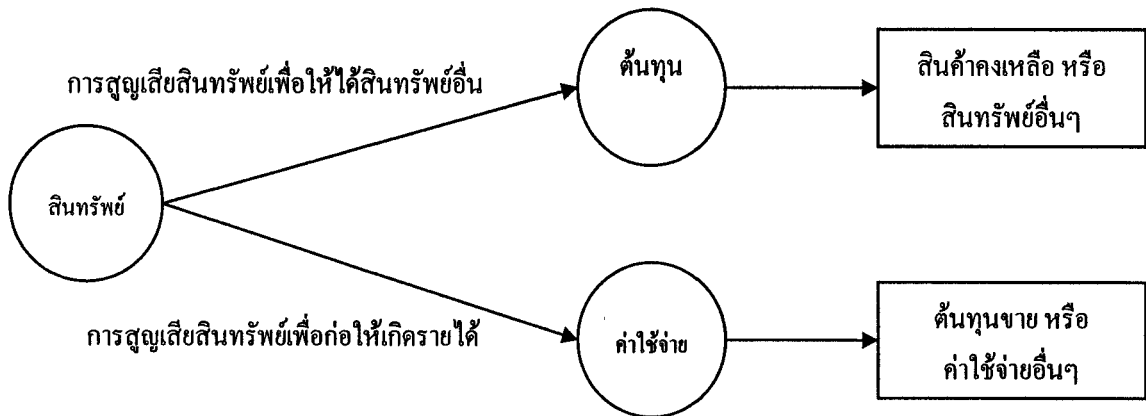 การสูญเสียสินทรัพย์เพื่อให้ได้สินทรัพย์อื่น
ต้นทุน
สินค้าคงเหลือ หรือ
สินทรัพย์อื่นๆ
สินทรัพย์
การสูญเสียสินทรัพย์เพื่อก่อให้เกิดรายได้
ค่าใช้จ่าย
ต้นทุนขาย หรือ
ค่าใช้จ่ายอื่นๆ